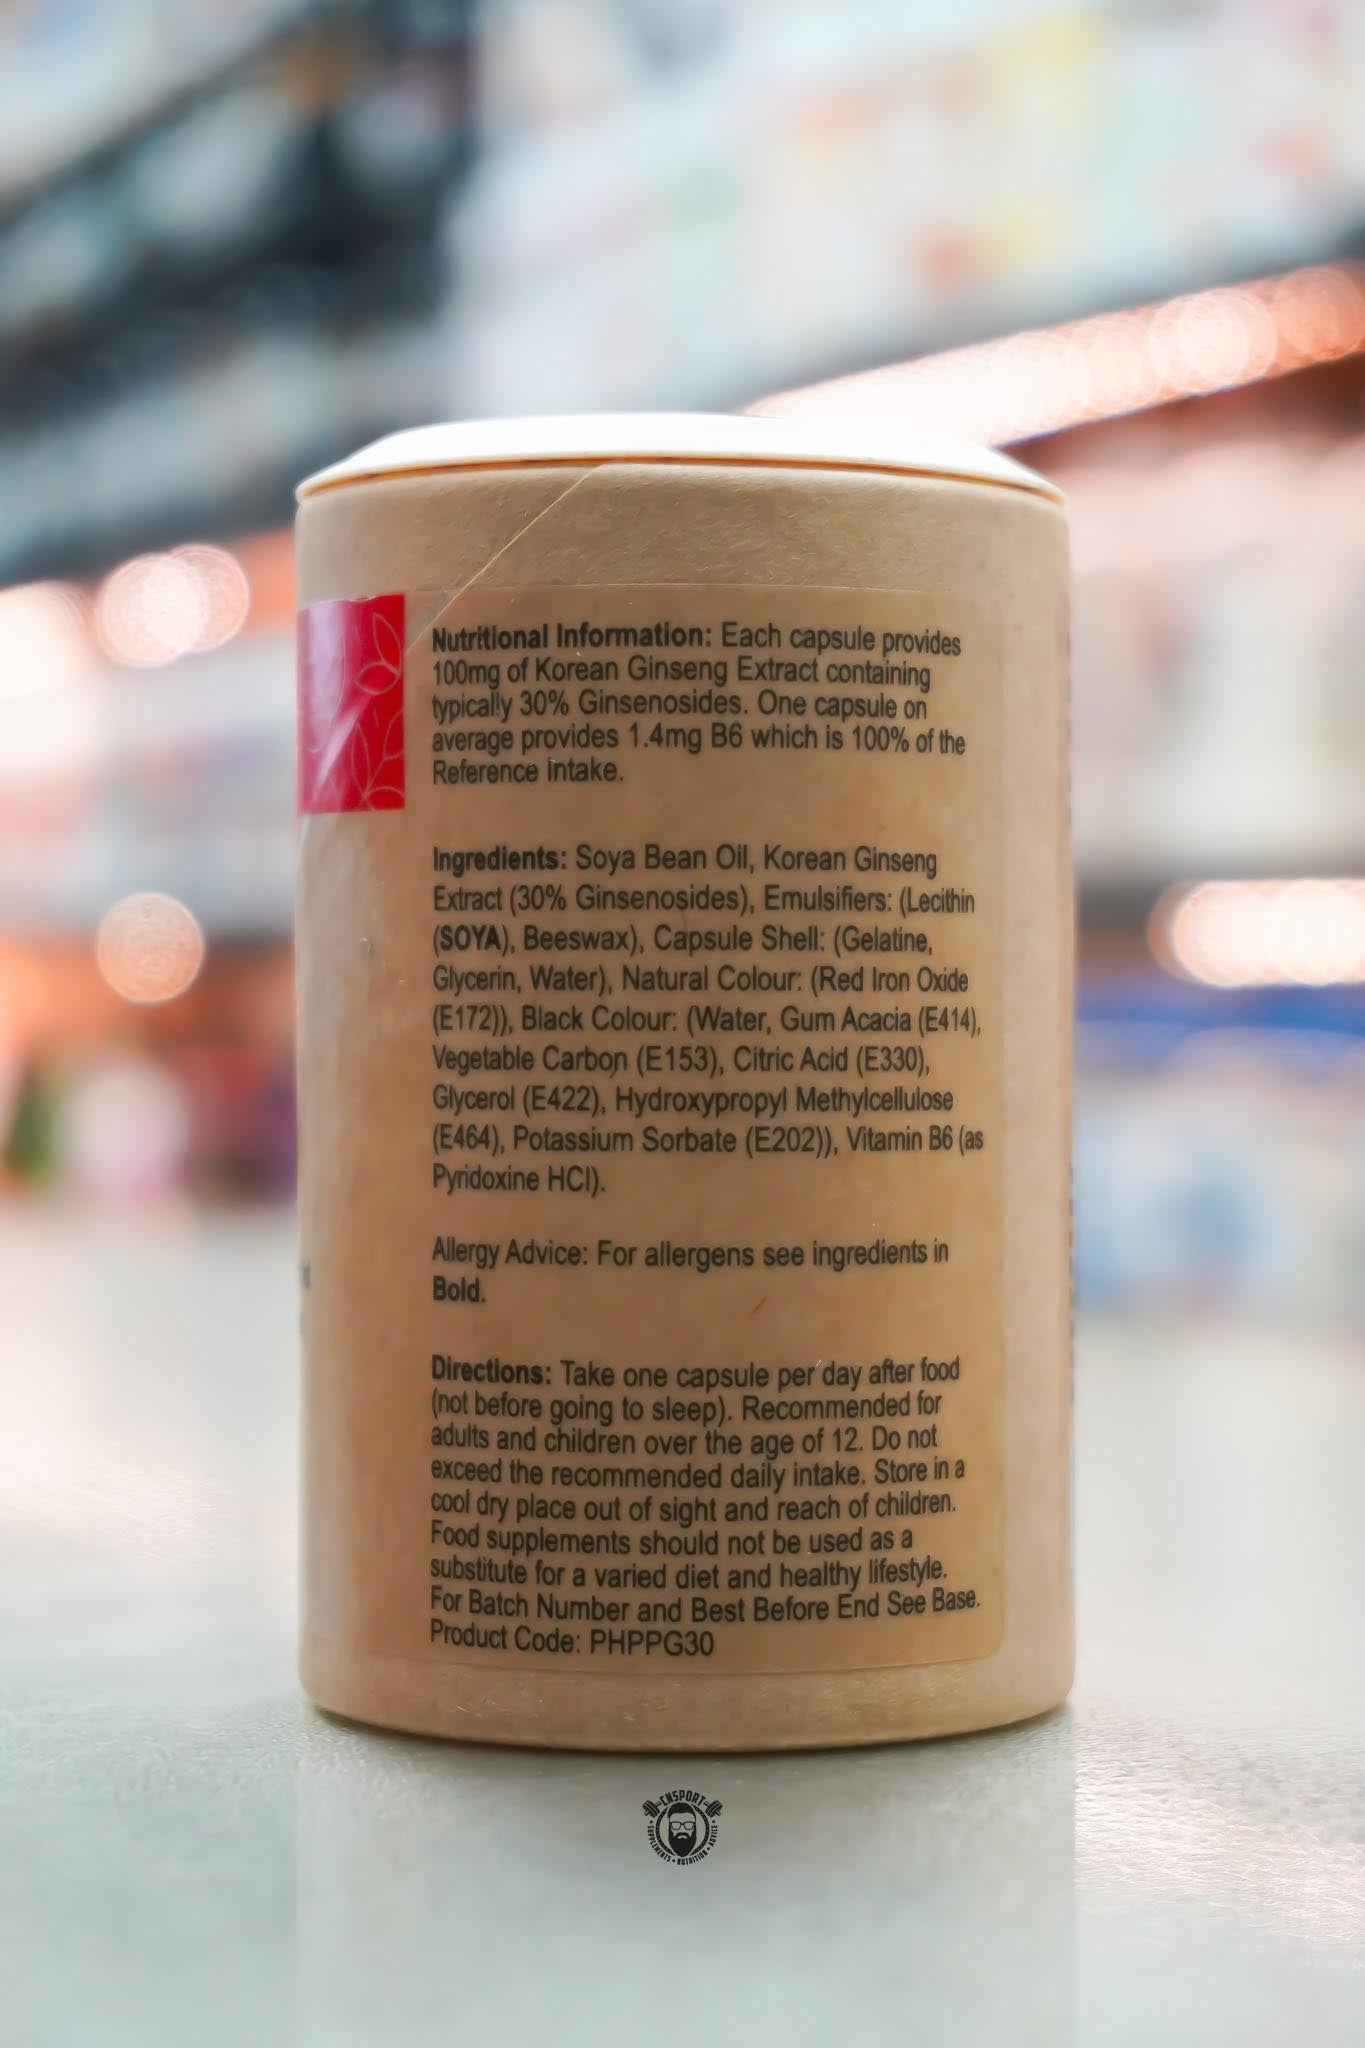 Nutritional Information: Each capsule provides
100mg of Korean Ginseng Extract containing
typically 30% Ginsenosides. One capsule on
average provides 1.4mg B6 which is 100% of the
Reference Intake.
Ingredients: Soya Bean Oil, Korean Ginseng
Extract (30% Ginsenosides), Emulsifiers: (Lecithin
(SOYA), Beeswax), Capsule Shell: (Gelatine,
Glycerin, Water), Natural Colour: (Red Iron Oxide
(E172)), Black Colour: (Water, Gum Acacia (E414),
Vegetable Carbon (E153), Citric Acid (E330),
Glycerol (E422), Hydroxypropyl Methylcellulose
(E464), Potassium Sorbate (E202)), Vitamin B6 (as
Pyridoxine HCl).
Allergy Advice: For allergens see ingredients in
Bold.
Directions: Take one capsule per day after food
(not before going to sleep). Recommended for
adults and children over the age of 12. Do not
exceed the recommended daily intake. Store in a
cool dry place out of sight and reach of children.
Food supplements should not be used as a
substitute for a varied diet and healthy lifestyle.
For Batch Number and Best Before End See Base.
Product Code: PHPPG30
CNSPORT
SUPPLEMENTS • NUTRITION • ADVICE